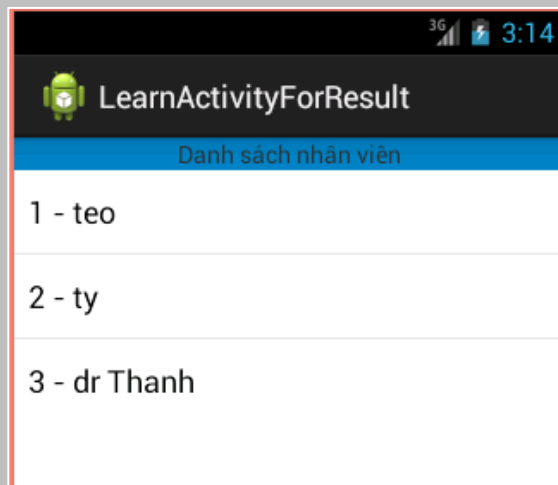 3G 3:14
LearnActivityForResult
Danh sách nhân viên
1 - teo
2 - ty
3 - dr Thanh